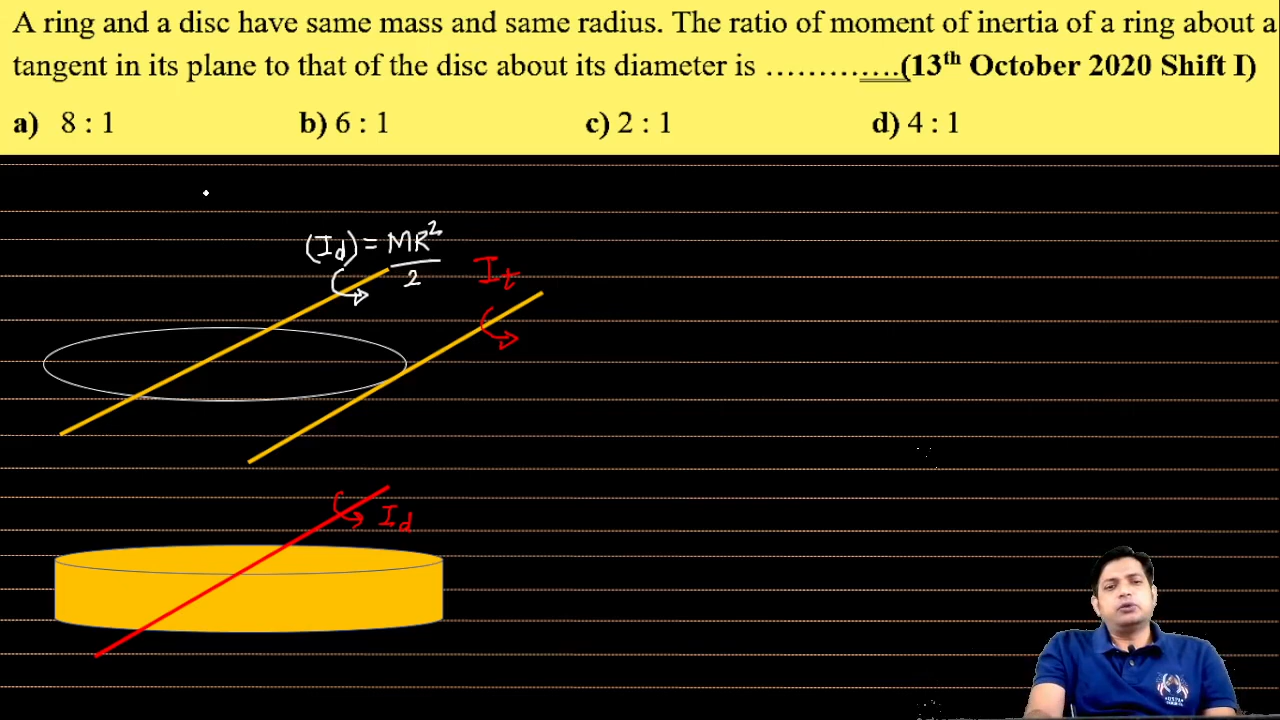 A ring and a disc have same mass and same radius. The ratio of moment of inertia of a ring about a
tangent in its plane to that of the disc about its diameter is ………….(13th October 2020 Shift I)
a) 8 : 1 b) 6 : 1 c) 2 : 1 d) 4 : 1
(Id) = MR²/2
It
Id